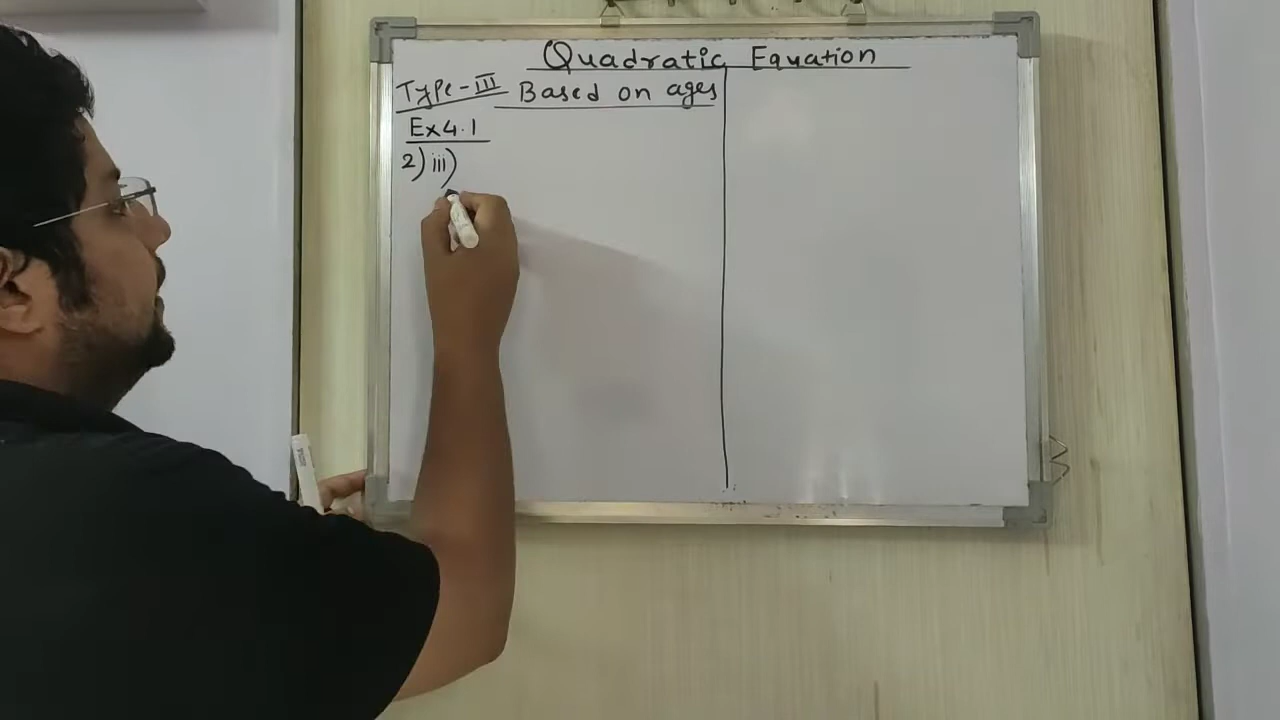 Quadratic Equation
Type-III Based on ages
Ex4.1
2)iii)